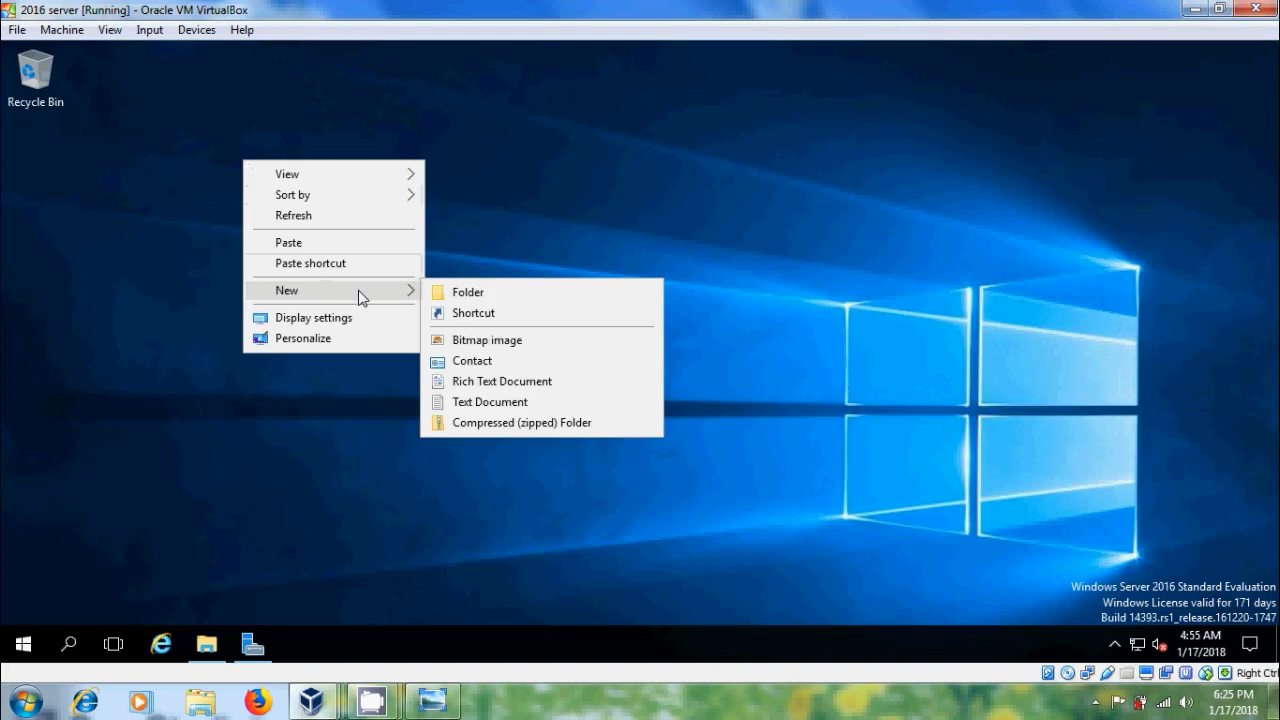 2016 server [Running] - Oracle VM VirtualBox
File Machine View Input Devices Help
Recycle Bin
View
Sort by
Refresh
Paste
Paste shortcut
New
Display settings
Personalize
Folder
Shortcut
Bitmap image
Contact
Rich Text Document
Text Document
Compressed (zipped) Folder
Windows Server 2016 Standard Evaluation
Windows License valid for 171 days
Build 14393.rs1_release.161220-1747
4:55 AM
1/17/2018
Right Ctrl
6:25 PM
1/17/2018